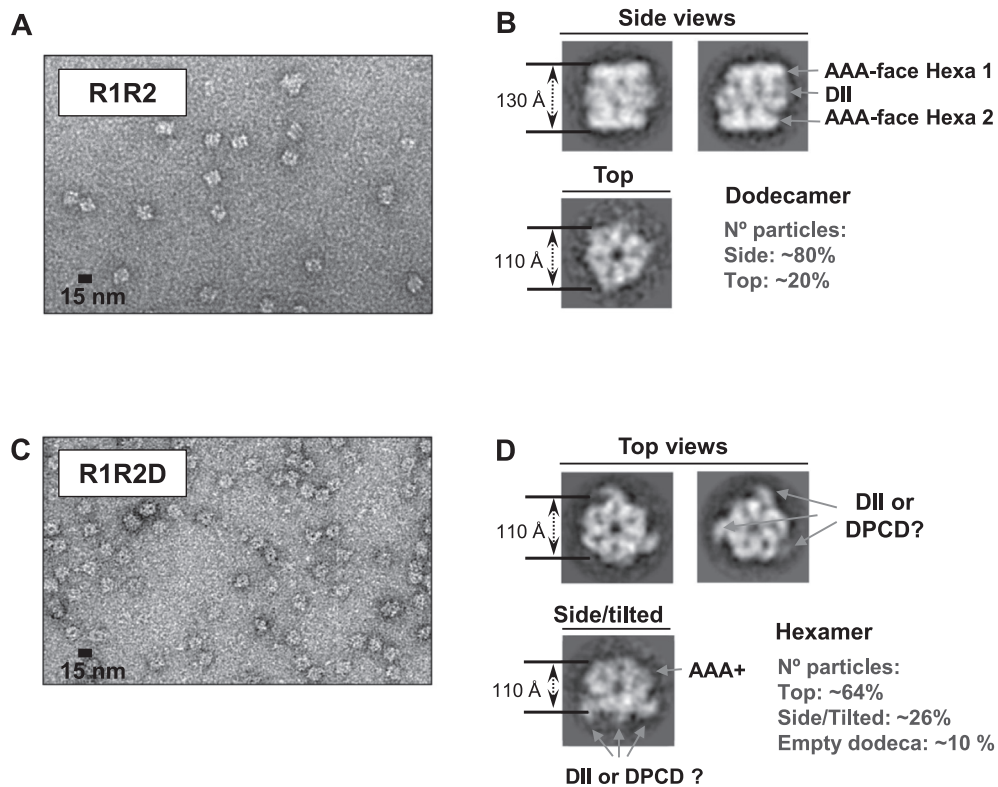 A
R1R2
15 nm
B
Side views
130 Å
AAA-face Hexa 1
DII
AAA-face Hexa 2
Top
110 Å
Dodecamer
Nº particles:
Side: ~80%
Top: ~20%
C
R1R2D
15 nm
D
Top views
110 Å
DII or
DPCD?
Side/tilted
110 Å
AAA+
DII or DPCD ?
Hexamer
Nº particles:
Top: ~64%
Side/Tilted: ~26%
Empty dodeca: ~10 %